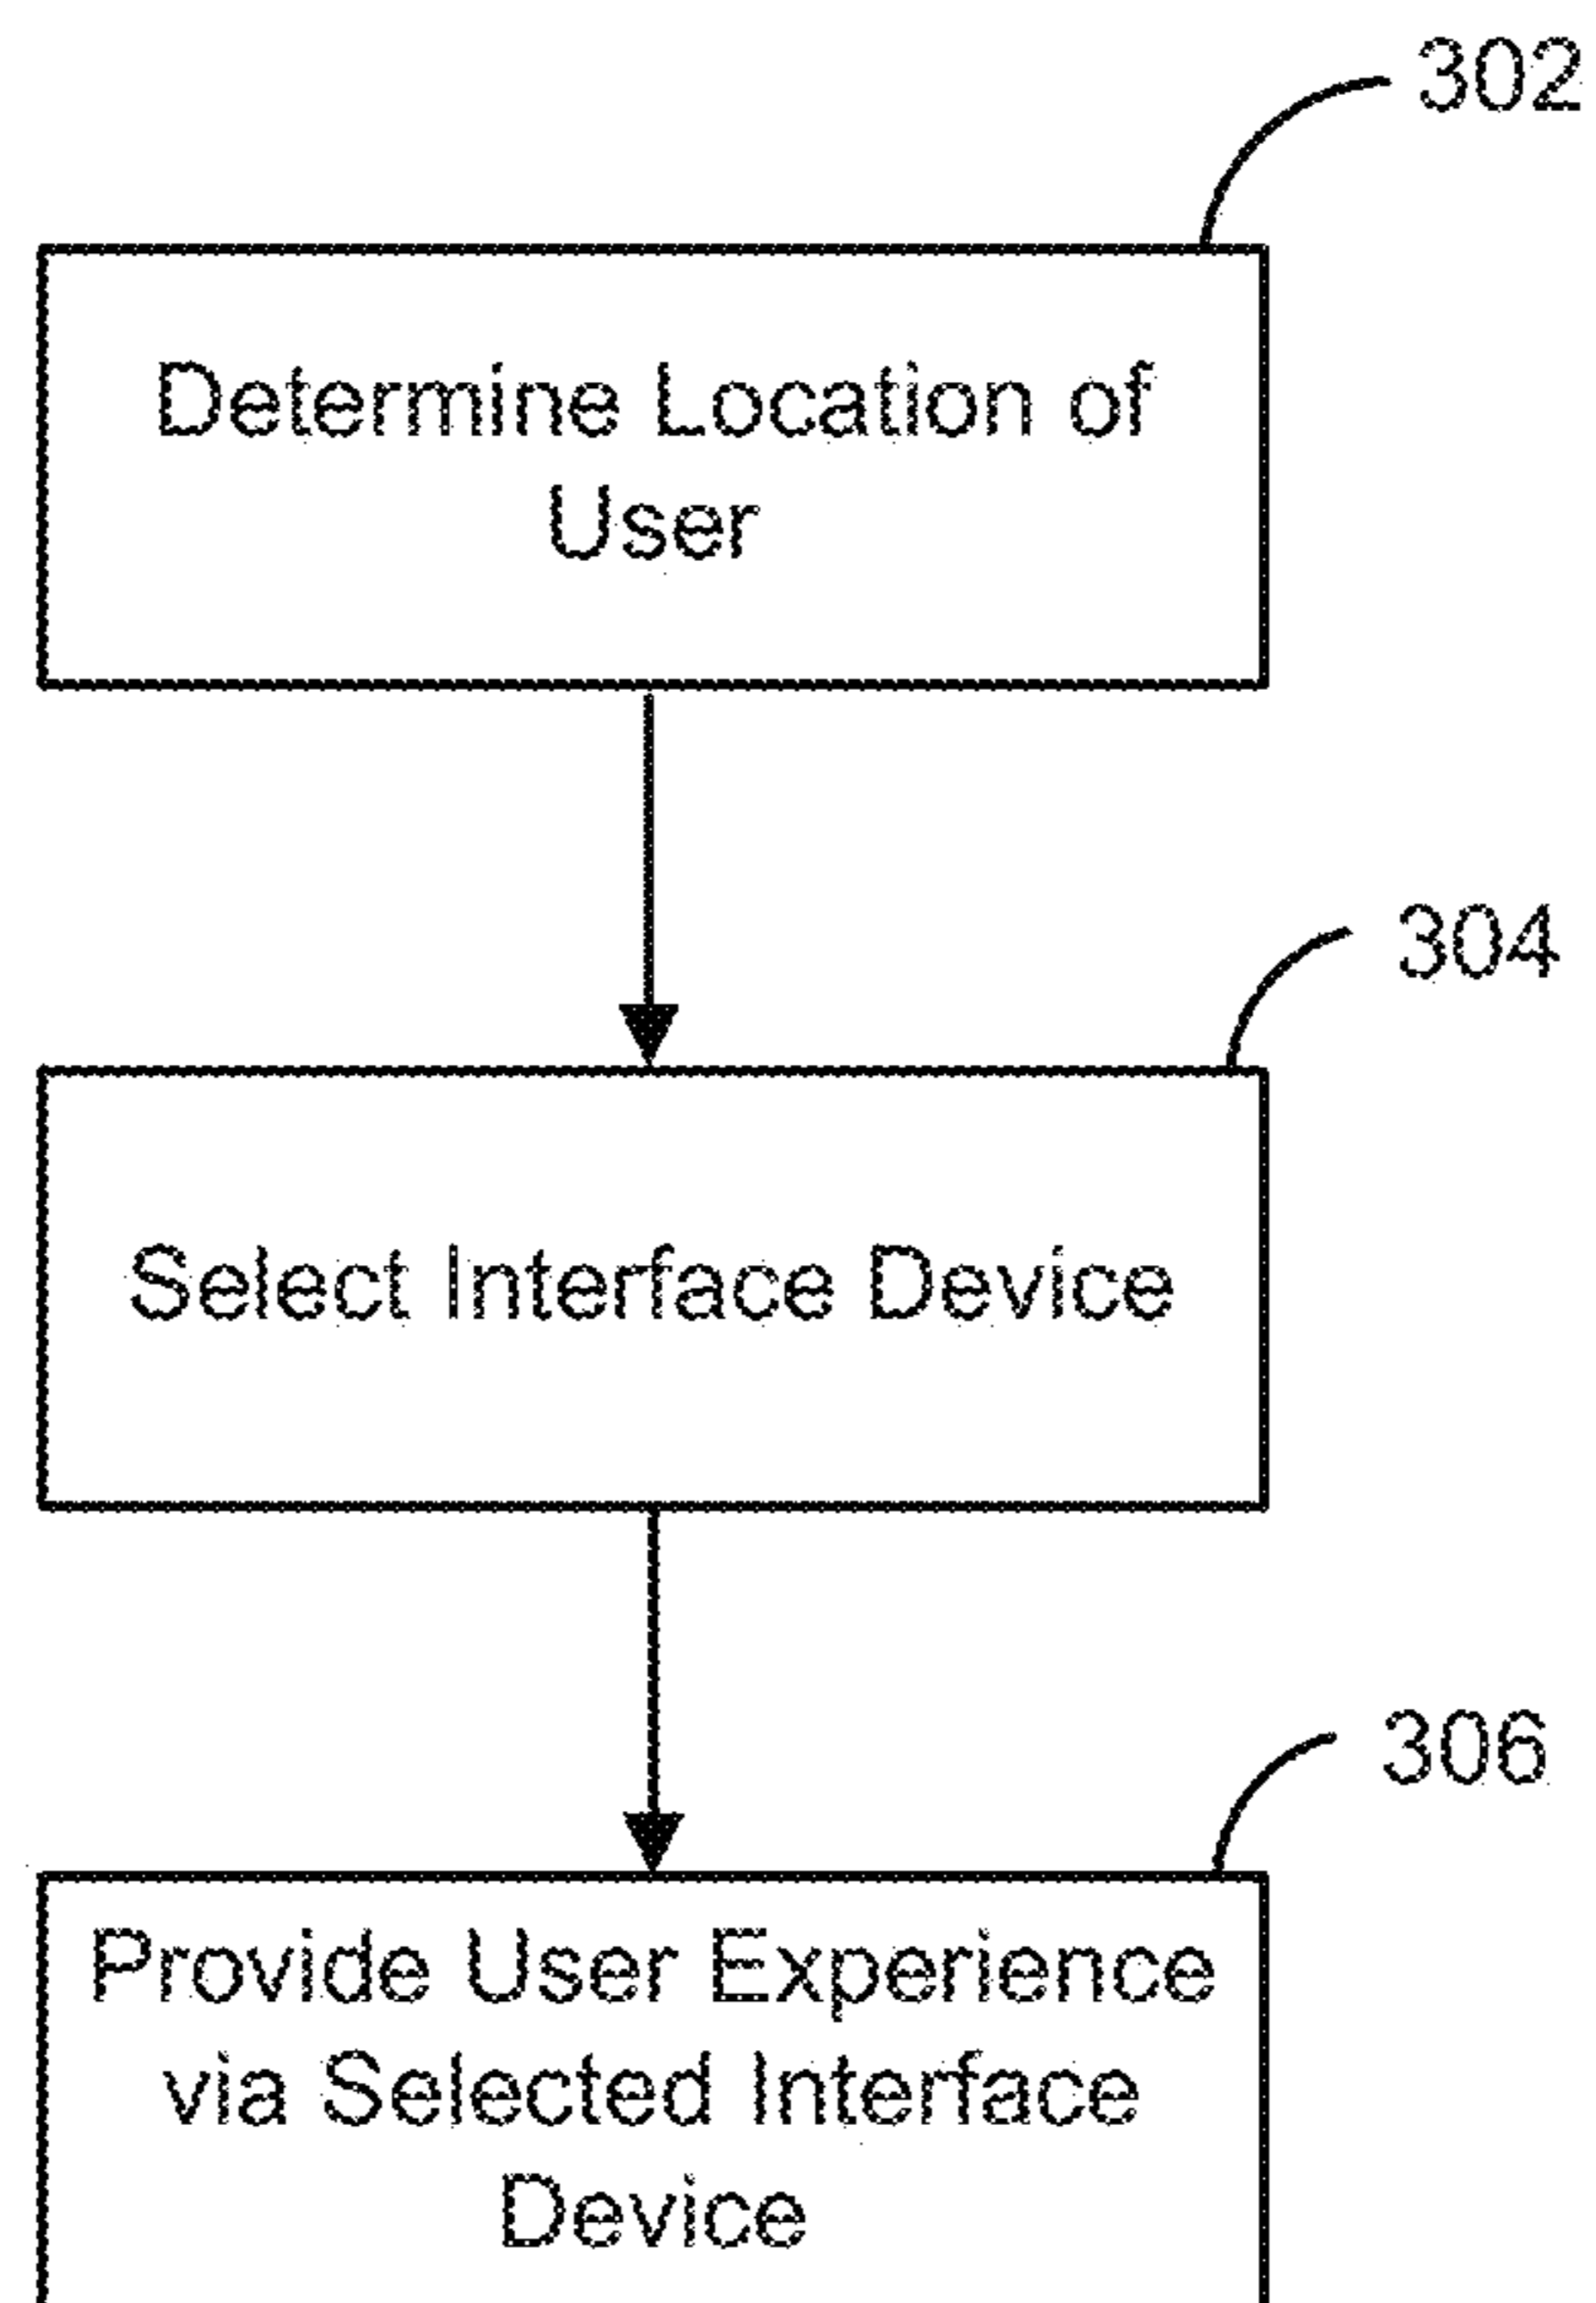 302
Determine Location of
User
304
Select Interface Device
306
Provide User Experience
via Selected Interface
Device